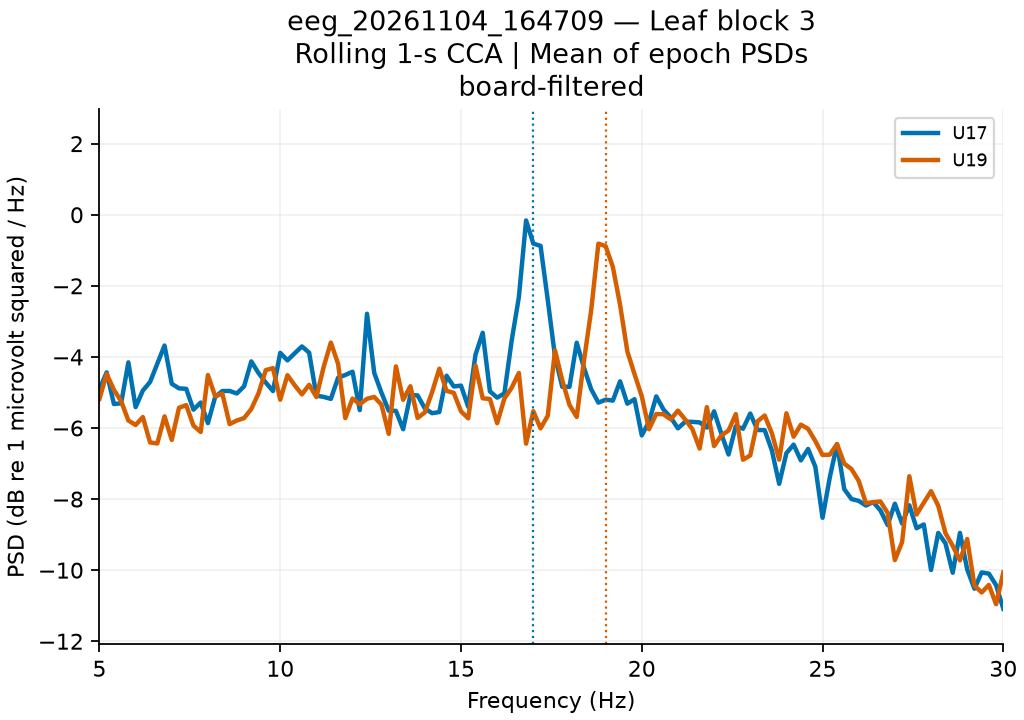 eeg_20261104_164709 — Leaf block 3
Rolling 1-s CCA | Mean of epoch PSDs
board-filtered
U17
U19
PSD (dB re 1 microvolt squared / Hz)
2
0
−2
−4
−6
−8
−10
−12
5
10
15
20
25
30
Frequency (Hz)